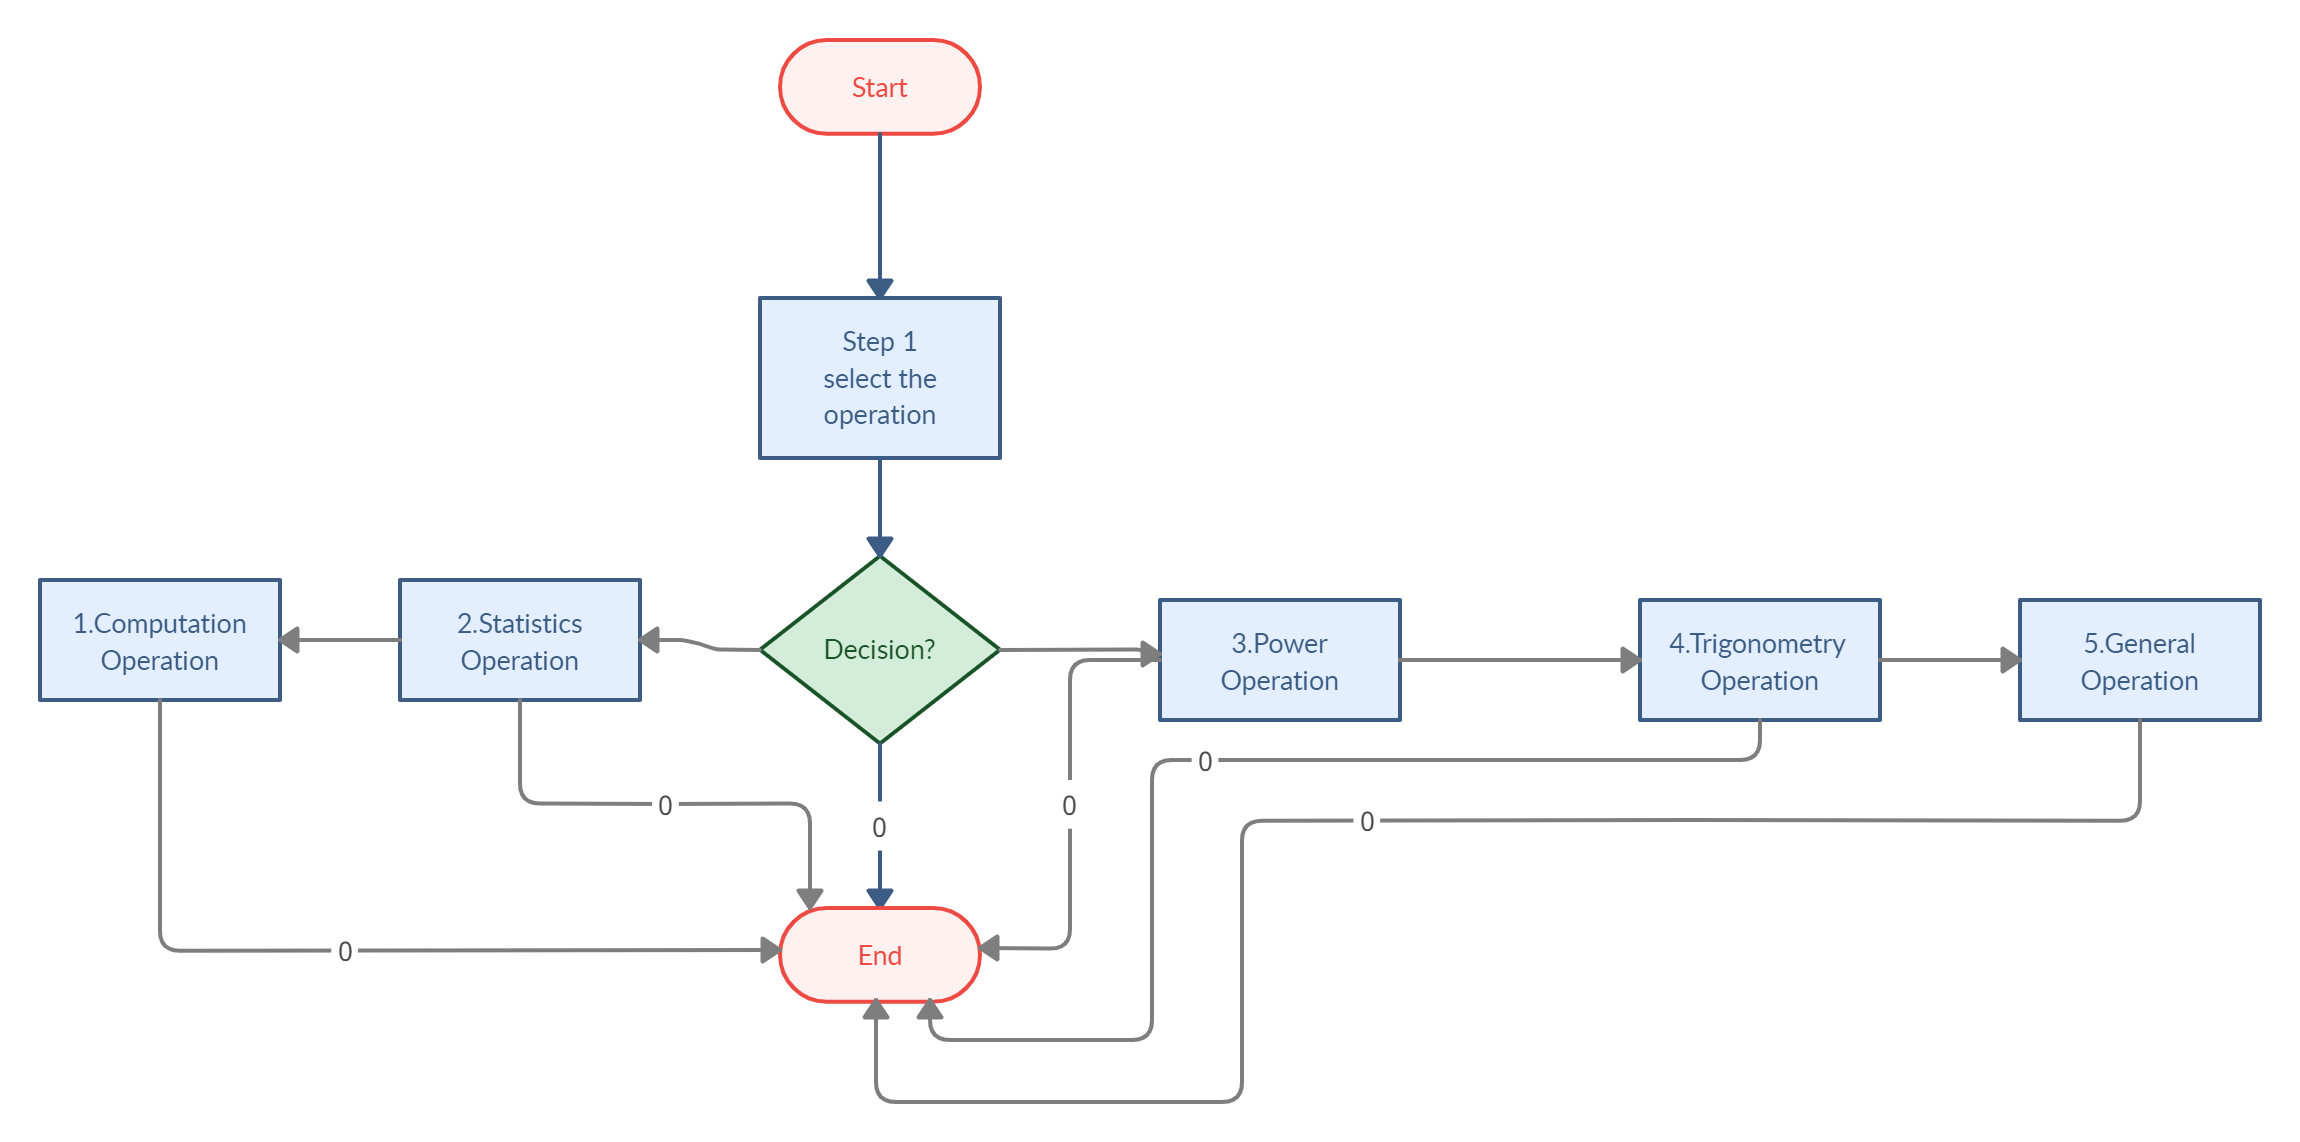 Start
Step 1
select the
operation
1.Computation
Operation
2.Statistics
Operation
Decision?
3.Power
Operation
4.Trigonometry
Operation
5.General
Operation
0
0
0
0
0
0
End